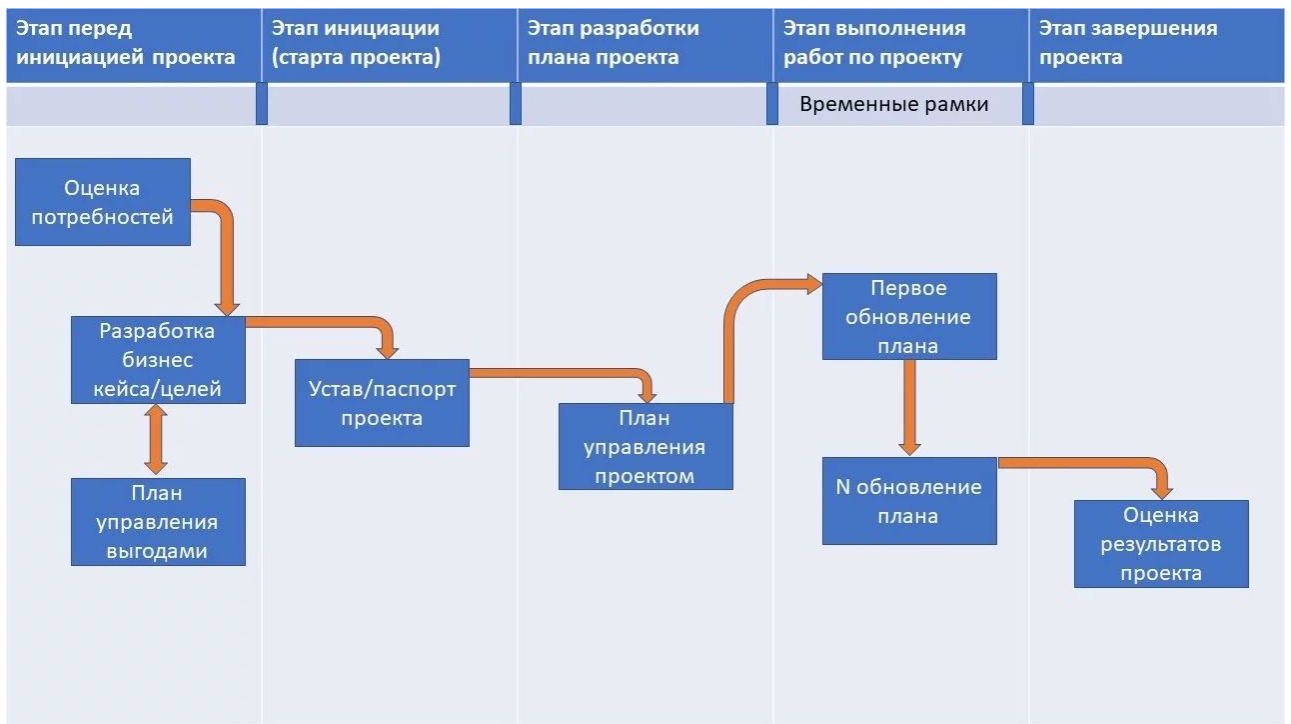 Этап перед
инициацией проекта
Этап инициации
(старта проекта)
Этап разработки
плана проекта
Этап выполнения
работ по проекту
Этап завершения
проекта
Временные рамки
Оценка
потребностей
Разработка
бизнес
кейса/целей
План
управления
выгодами
Устав/паспорт
проекта
План
управления
проектом
Первое
обновление
плана
N обновление
плана
Оценка
результатов
проекта